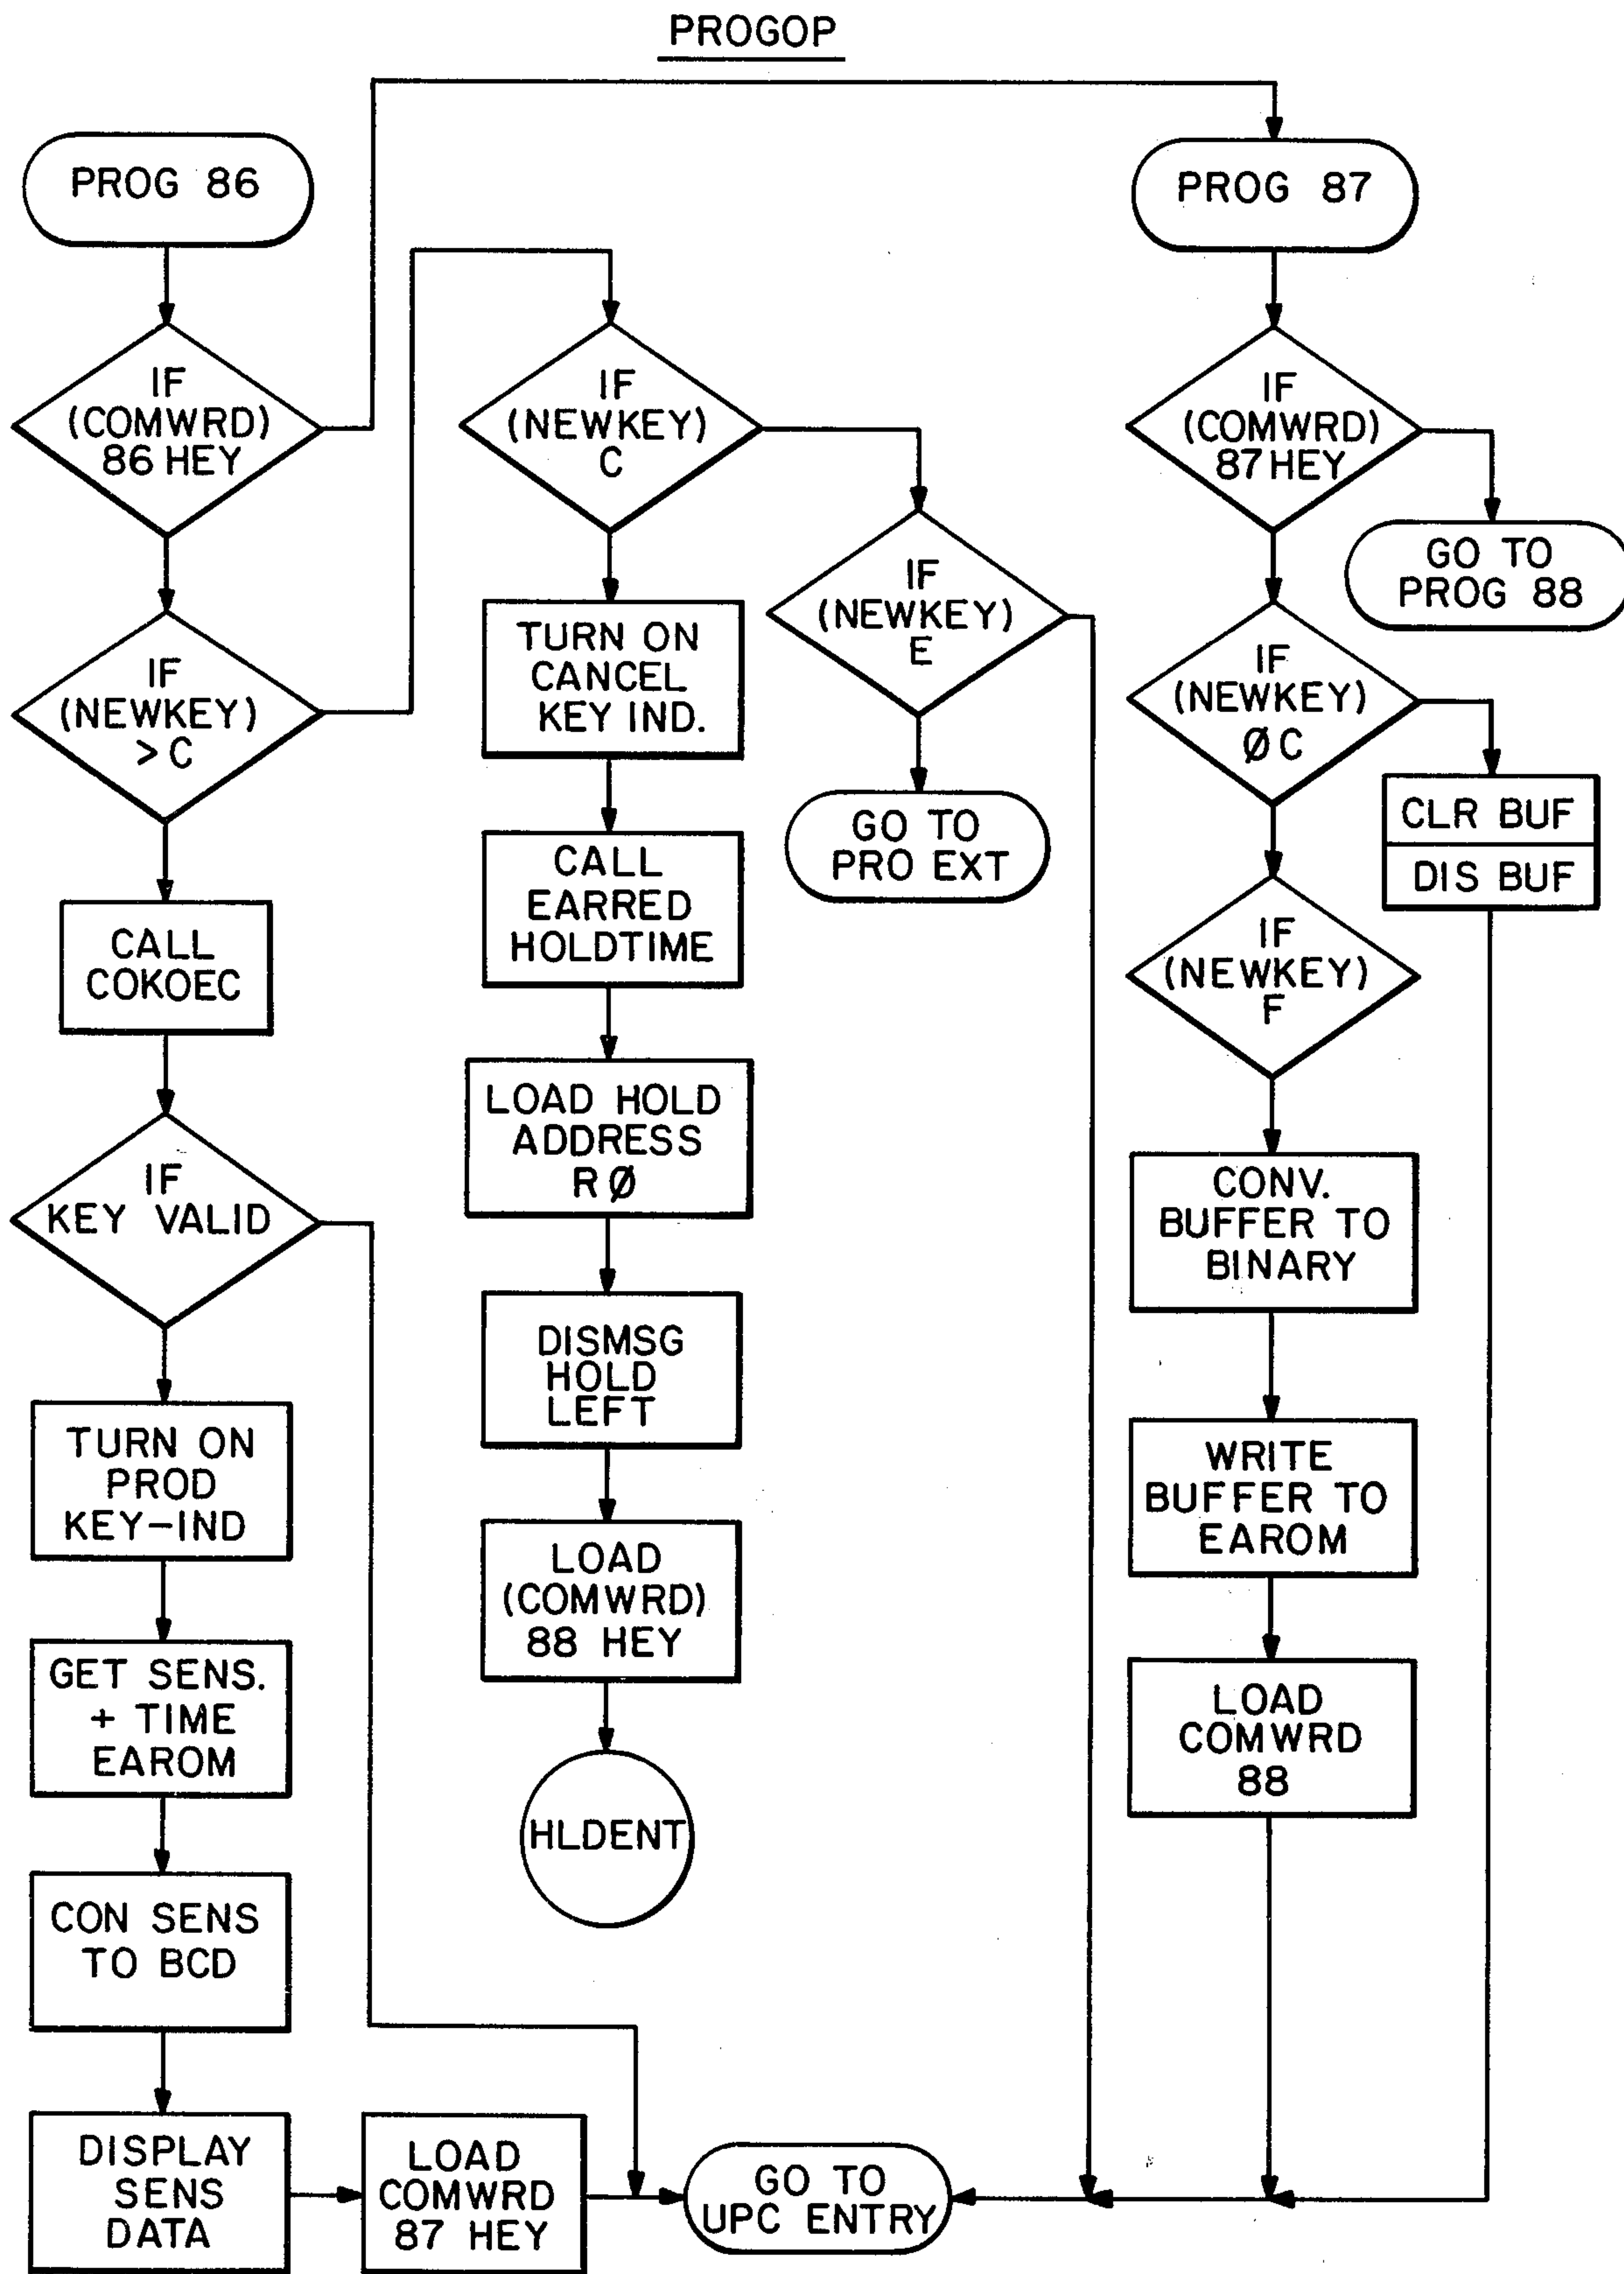 PROGOP
PROG 86
IF
(COMWRD)
86 HEY
IF
(NEWKEY)
> C
CALL
COKOEC
IF
KEY VALID
TURN ON
PROD
KEY-IND
GET SENS.
+ TIME
EAROM
CON SENS
TO BCD
DISPLAY
SENS
DATA
LOAD
COMWRD
87 HEY
GO TO
UPC ENTRY
IF
(NEWKEY)
C
TURN ON
CANCEL
KEY IND.
CALL
EARRED
HOLDTIME
LOAD HOLD
ADDRESS
R Ø
DISMSG
HOLD
LEFT
LOAD
(COMWRD)
88 HEY
HLDENT
IF
(NEWKEY)
E
GO TO
PRO EXT
PROG 87
IF
(COMWRD)
87 HEY
GO TO
PROG 88
IF
(NEWKEY)
Ø C
CLR BUF
DIS BUF
IF
(NEWKEY)
F
CONV.
BUFFER TO
BINARY
WRITE
BUFFER TO
EAROM
LOAD
COMWRD
88